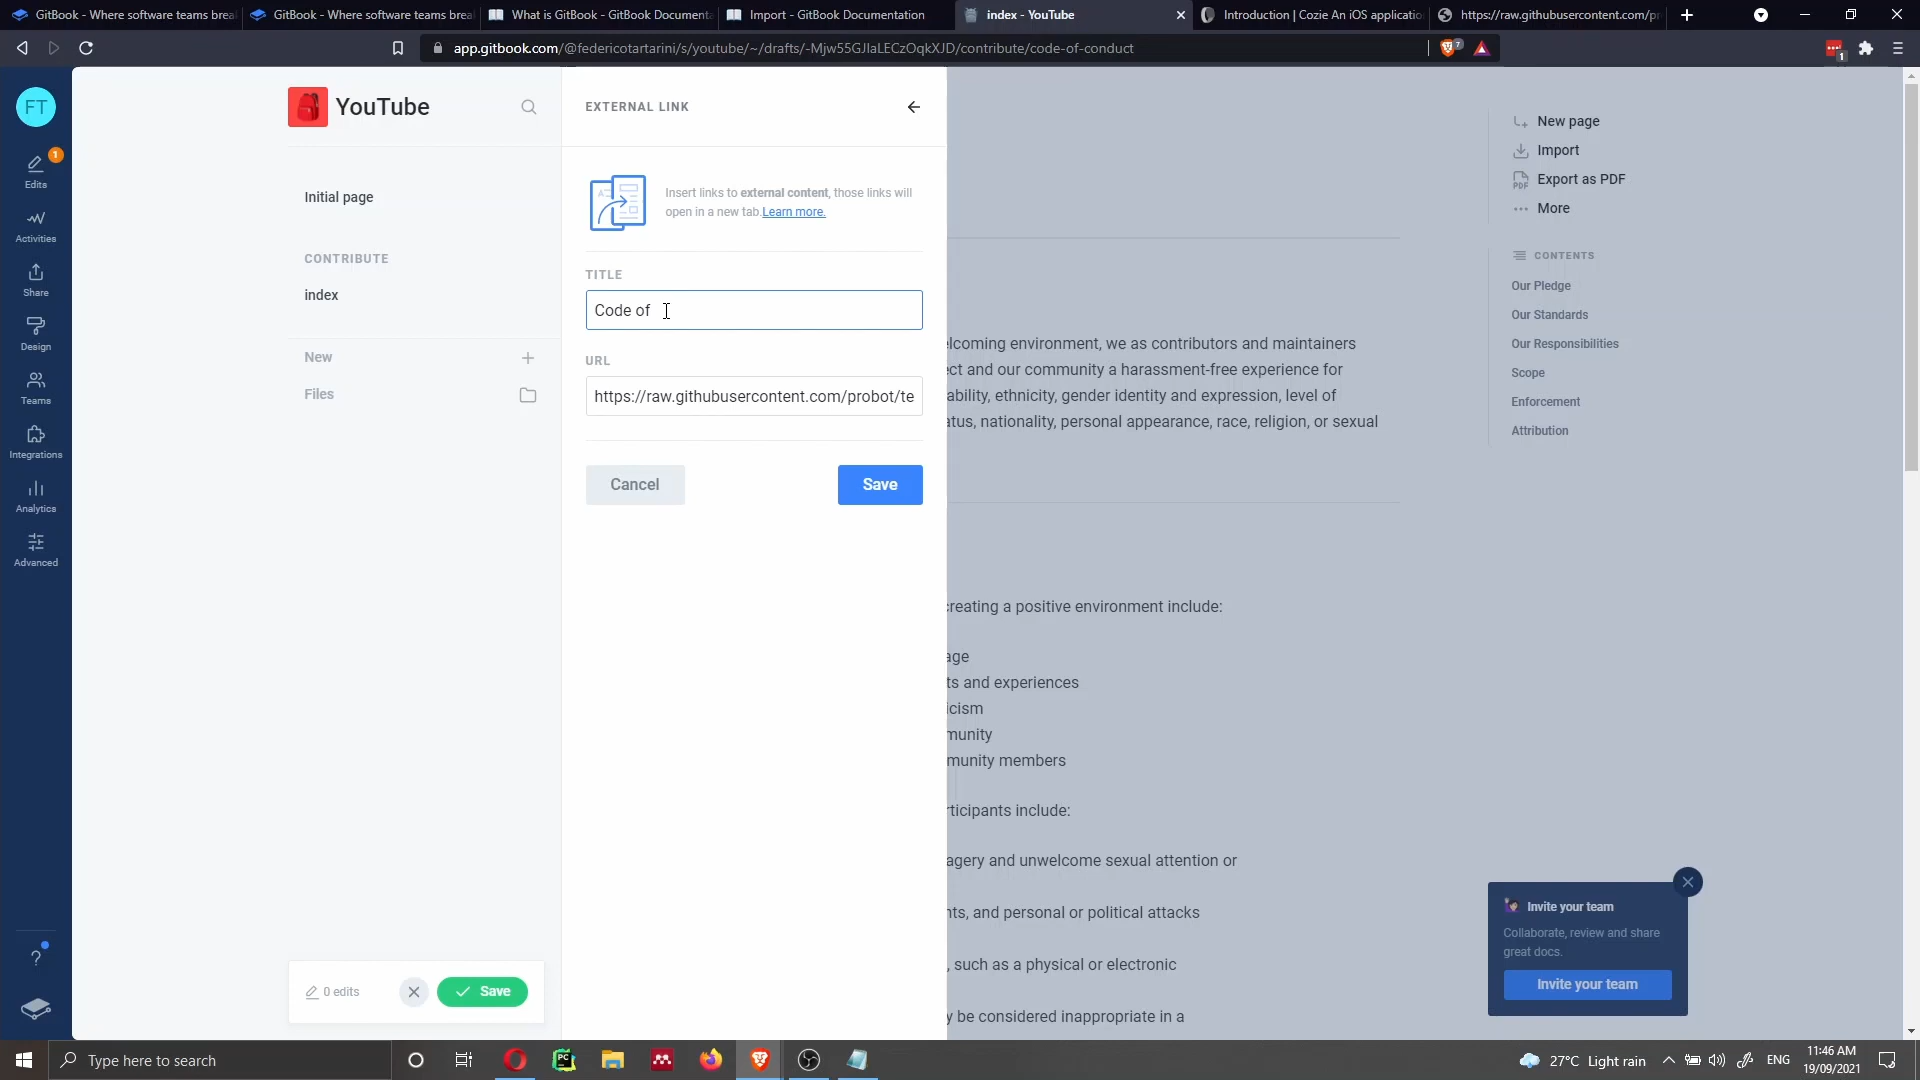 GitBook - Where software teams brea
GitBook - Where software teams brea
What is GitBook - GitBook Document
Import - GitBook Documentation
index - YouTube
Introduction | Cozie An iOS applicatio
https://raw.githubusercontent.com/pr
app.gitbook.com/@federicotartarini/s/youtube/~/drafts/-Mjw55GJIaLECzOqkXJD/contribute/code-of-conduct
7
1
FT
1
Edits
Activities
Share
Design
Teams
Integrations
Analytics
Advanced
?
YouTube
Initial page
CONTRIBUTE
index
New
Files
0 edits
Save
EXTERNAL LINK
Insert links to external content, those links will
open in a new tab.Learn more.
TITLE
Code of
URL
https://raw.githubusercontent.com/probot/te
Cancel
Save
elcoming environment, we as contributors and maintainers
ect and our community a harassment-free experience for
ability, ethnicity, gender identity and expression, level of
atus, nationality, personal appearance, race, religion, or sexual
creating a positive environment include:
age
ts and experiences
icism
munity
munity members
rticipants include:
agery and unwelcome sexual attention or
nts, and personal or political attacks
, such as a physical or electronic
y be considered inappropriate in a
New page
Import
PDF
Export as PDF
More
CONTENTS
Our Pledge
Our Standards
Our Responsibilities
Scope
Enforcement
Attribution
Invite your team
Collaborate, review and share
great docs.
Invite your team
Type here to search
PC
27°C Light rain
ENG
11:46 AM
19/09/2021